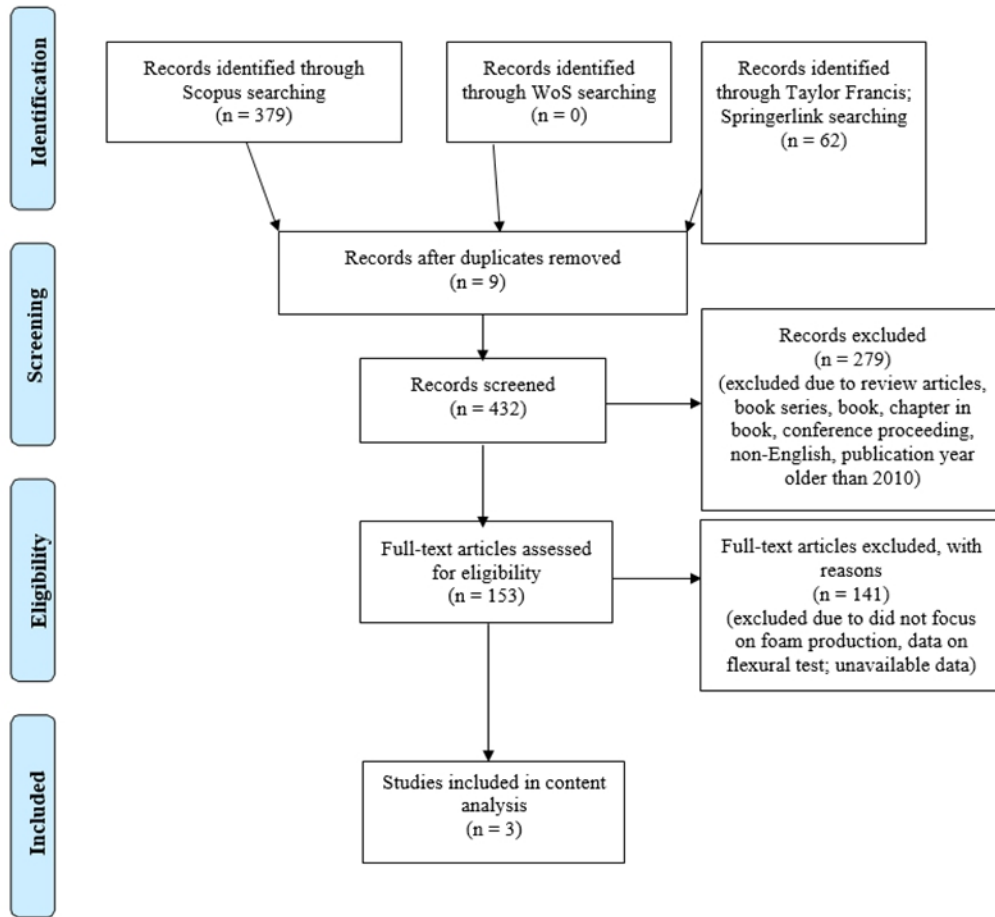 Identification
Records identified through
Scopus searching
(n = 379)
Records identified
through WoS searching
(n = 0)
Records identified
through Taylor Francis;
Springerlink searching
(n = 62)
Screening
Records after duplicates removed
(n = 9)
Records screened
(n = 432)
Records excluded
(n = 279)
(excluded due to review articles,
book series, book, chapter in
book, conference proceeding,
non-English, publication year
older than 2010)
Eligibility
Full-text articles assessed
for eligibility
(n = 153)
Full-text articles excluded, with
reasons
(n = 141)
(excluded due to did not focus
on foam production, data on
flexural test; unavailable data)
Included
Studies included in content
analysis
(n = 3)